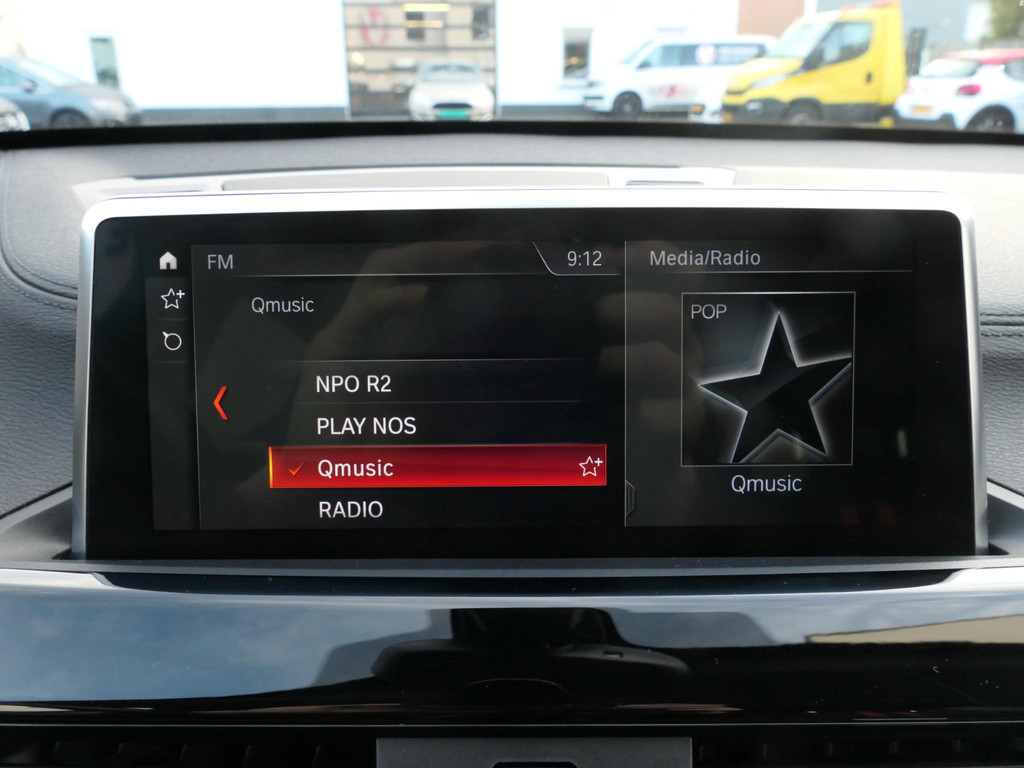 FM
9:12
Media/Radio
Qmusic
POP
NPO R2
PLAY NOS
Qmusic
RADIO
Qmusic